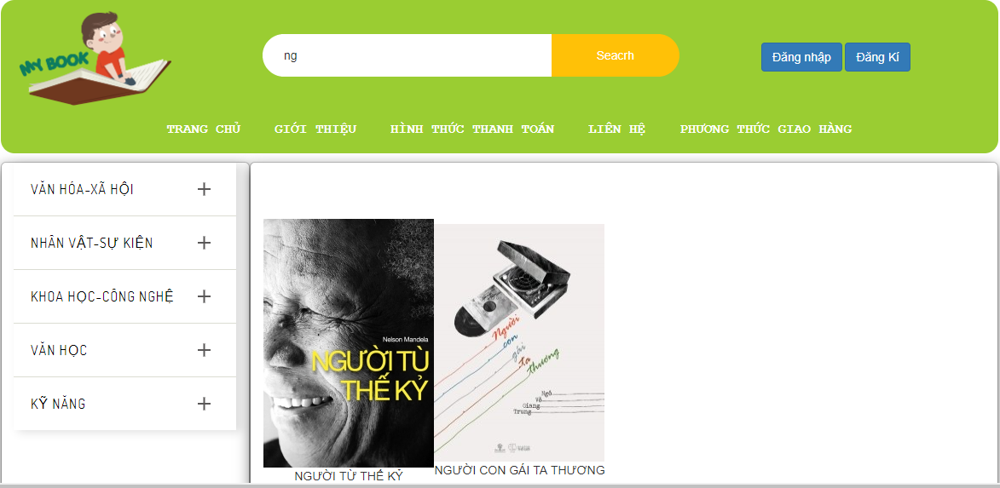 MY BOOK
ng
Seacrh
Đăng nhập
Đăng Kí
TRANG CHỦ
GIỚI THIỆU
HÌNH THỨC THANH TOÁN
LIÊN HỆ
PHƯƠNG THỨC GIAO HÀNG
VĂN HÓA-XÃ HỘI
NHÂN VẬT-SỰ KIỆN
KHOA HỌC-CÔNG NGHỆ
VĂN HỌC
KỸ NĂNG
Nelson Mandela
NGƯỜI TÙ
THẾ KỶ
NGƯỜI TỪ THẾ KỶ
Người
con
gái
ta
thương
Ngô
Võ
Giang
Trung
NGƯỜI CON GÁI TA THƯƠNG